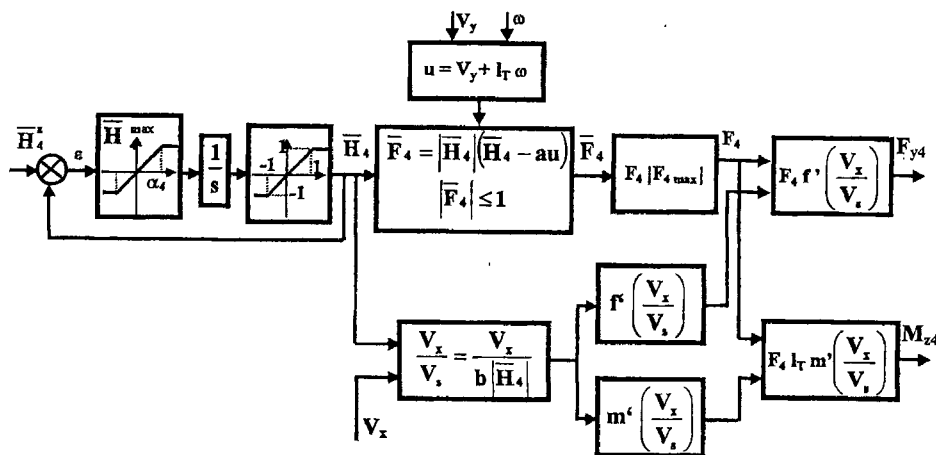 V_y ω
u = V_y + l_T ω
H̄_4^z
ε
H̄ max
α_4
1/s
-1 1 1 -1
H̄_4
F̄_4 = |H̄_4| (H̄_4 − au)
|F̄_4| ≤ 1
F̄_4
F_4 |F_4 max|
F_4
F_4 f' (V_x / V_s)
F_y4
V_x / V_s = V_x / b |H̄_4|
V_x
f' (V_x / V_s)
m' (V_x / V_s)
F_4 l_T m' (V_x / V_s)
M_z4